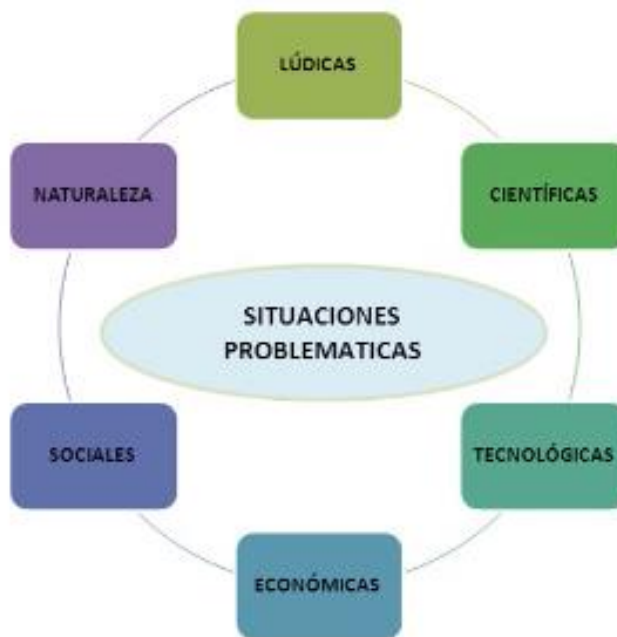 LÚDICAS
NATURALEZA
CIENTÍFICAS
SITUACIONES
PROBLEMATICAS
SOCIALES
TECNOLÓGICAS
ECONÓMICAS